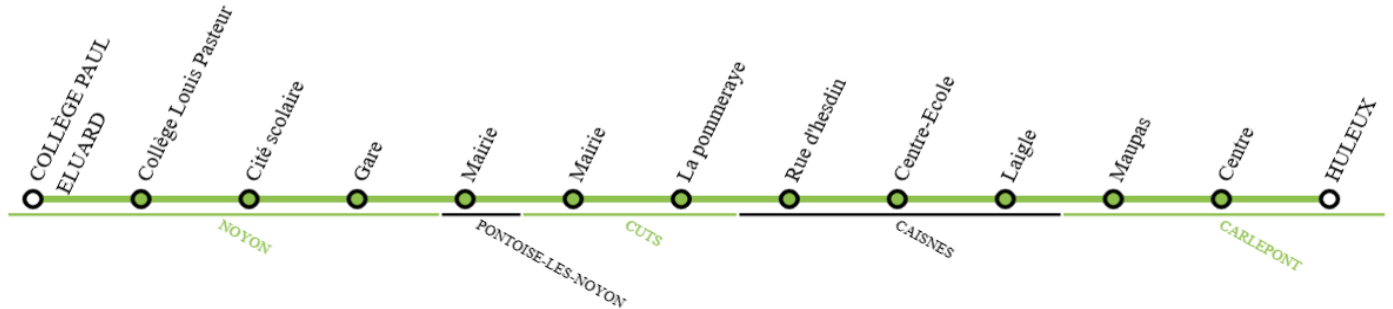 COLLÈGE PAUL
ELUARD
Collège Louis Pasteur
Cité scolaire
Gare
Mairie
Mairie
La pommeraye
Rue d'hesdin
Centre-Ecole
Laigle
Maupas
Centre
HULEUX
NOYON
PONTOISE-LES-NOYON
CUTS
CAISNES
CARLEPONT